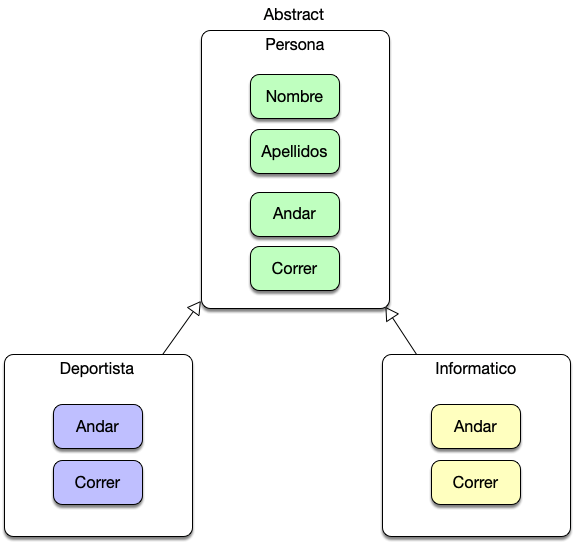 Abstract
Persona
Nombre
Apellidos
Andar
Correr
Deportista
Andar
Correr
Informatico
Andar
Correr